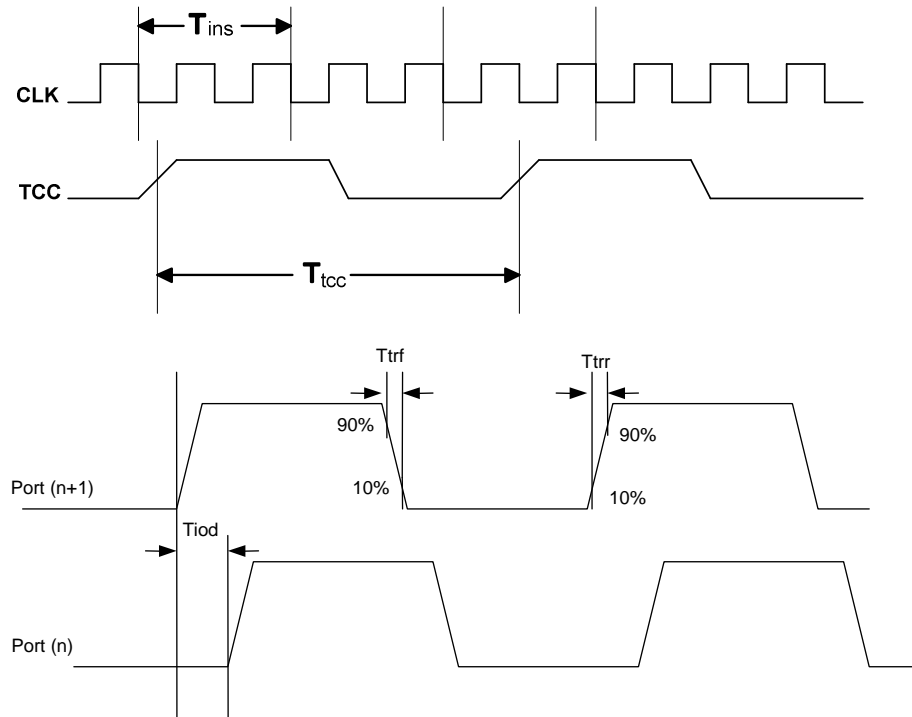 Tins
CLK
TCC
Ttcc
Ttrf
Ttrr
90%
90%
Port (n+1)
10%
10%
Tiod
Port (n)